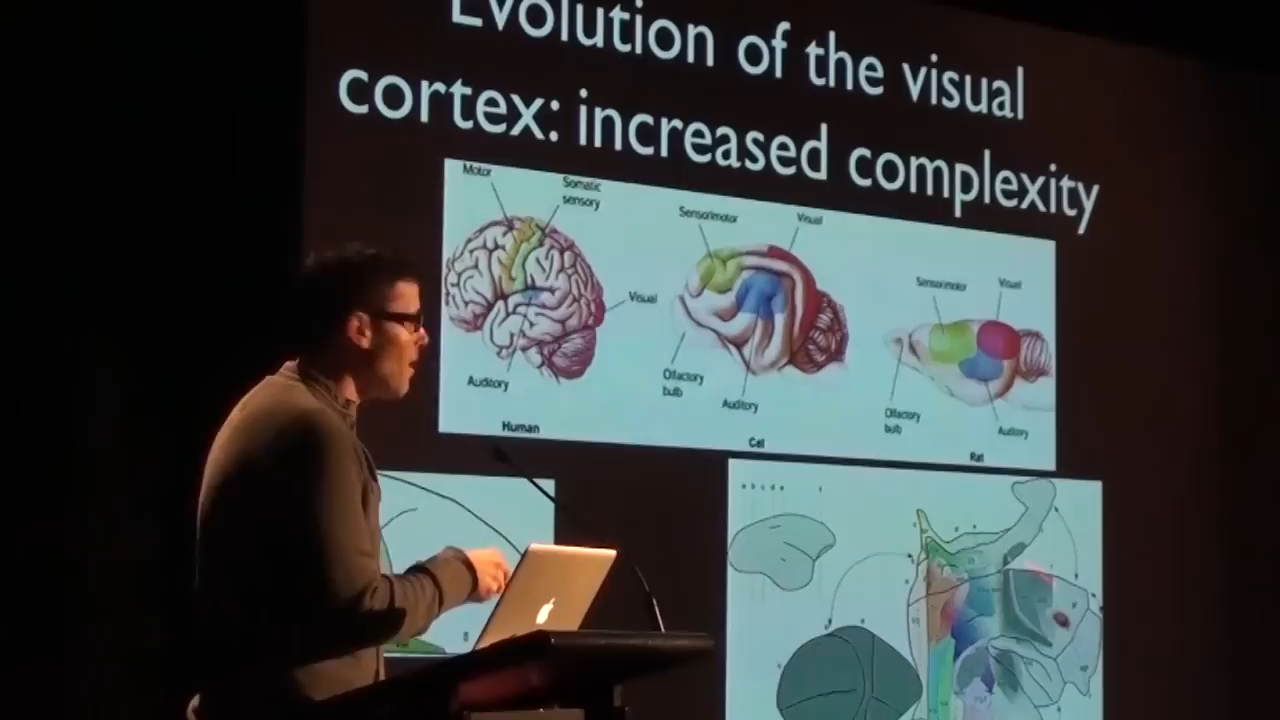 Evolution of the visual
cortex: increased complexity
Motor
Somatic
sensory
Visual
Auditory
Human
Sensorimotor
Visual
Olfactory
bulb
Auditory
Cat
Sensorimotor
Visual
Olfactory
bulb
Auditory
Rat